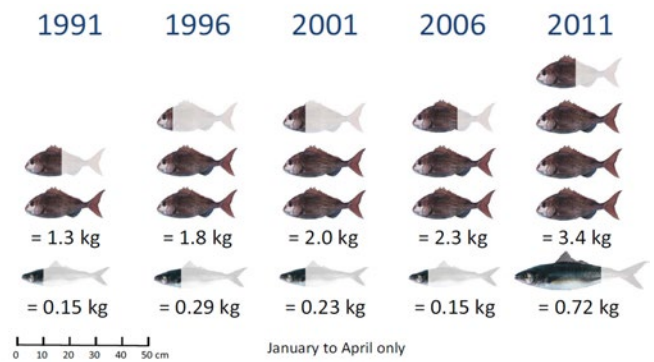 1991 1996 2001 2006 2011
= 1.3 kg = 1.8 kg = 2.0 kg = 2.3 kg = 3.4 kg
= 0.15 kg = 0.29 kg = 0.23 kg = 0.15 kg = 0.72 kg
0 10 20 30 40 50 cm
January to April only